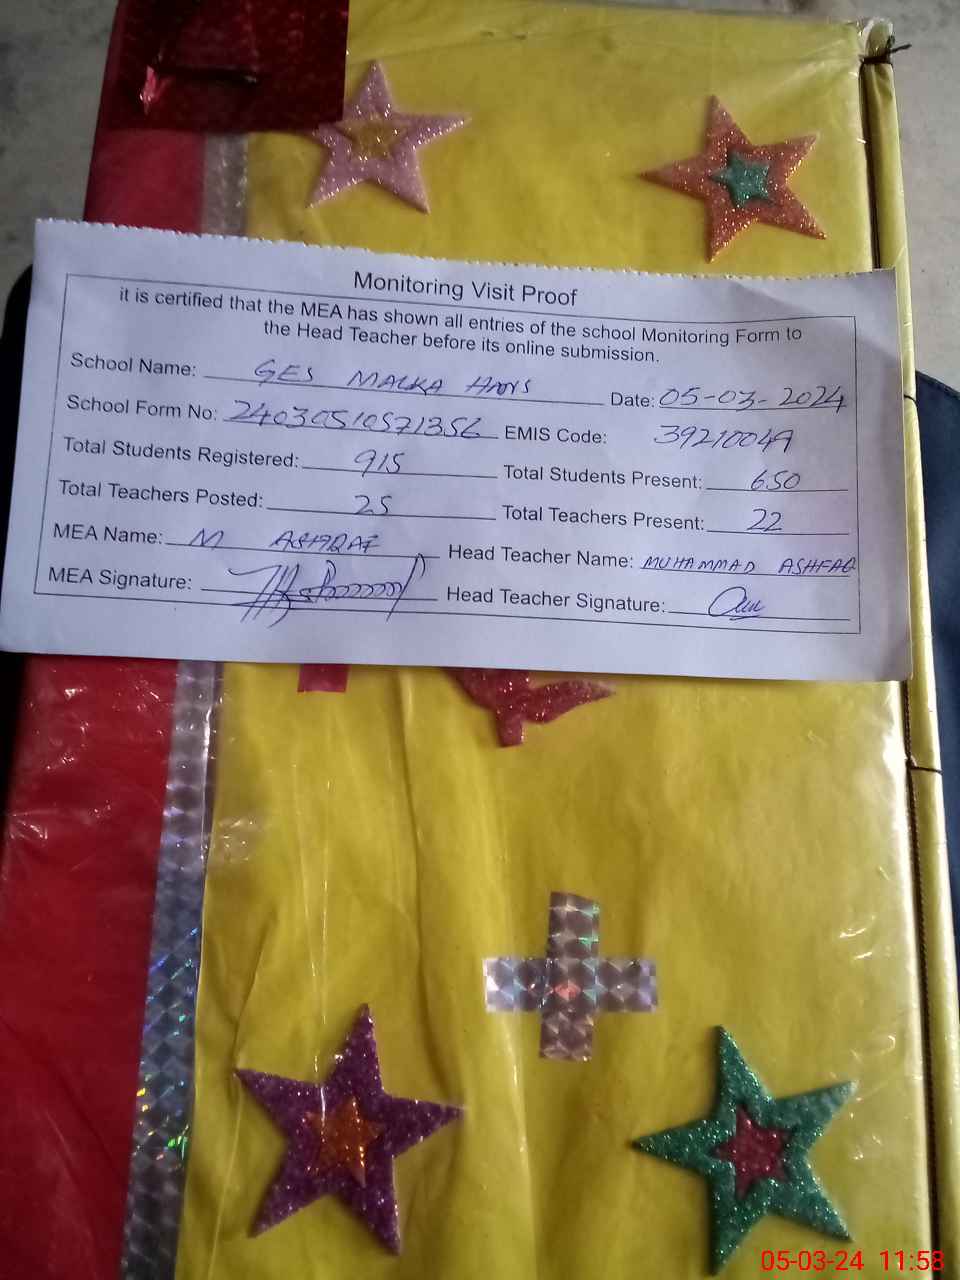 Monitoring Visit Proof
it is certified that the MEA has shown all entries of the school Monitoring Form to
the Head Teacher before its online submission.
School Name: GES MALKA HANS Date: 05-03-2024
School Form No: 24030510571356 EMIS Code: 39210049
Total Students Registered: 915 Total Students Present: 650
Total Teachers Posted: 25 Total Teachers Present: 22
MEA Name: M ASHRAF Head Teacher Name: MUHAMMAD ASHFAQ
MEA Signature: Head Teacher Signature:
05-03-24 11:58